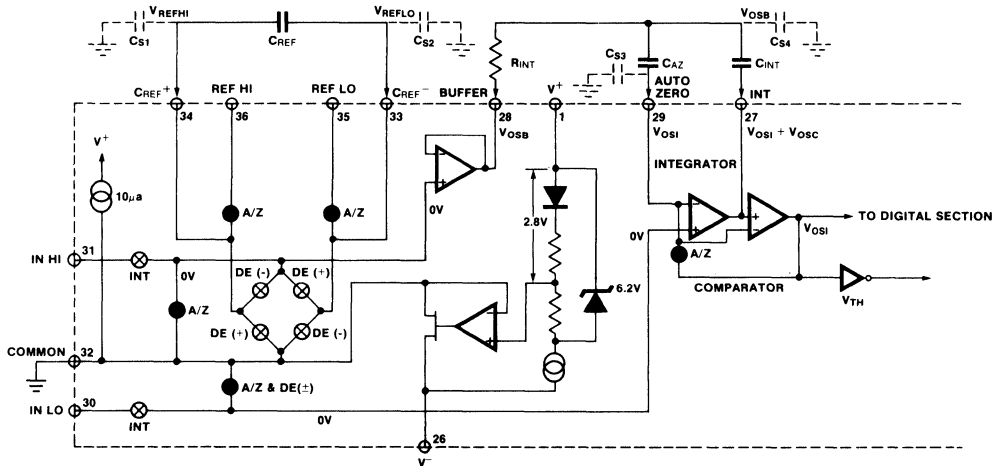 VREFHI
CS1
CREF
VREFLO
CS2
RINT
CS3
CAZ
VOSB
CS4
CINT
CREF+
REF HI
REF LO
CREF−
BUFFER
V+
AUTO
ZERO
INT
34
36
35
33
28
1
29
27
VOSB
VOSI
VOSI + VOSC
V+
10μa
A/Z
A/Z
−
+
0V
2.8V
INTEGRATOR
−
+
+
−
TO DIGITAL SECTION
VOSI
0V
A/Z
COMPARATOR
VTH
31
IN HI
INT
0V
DE (-)
DE (+)
A/Z
DE (+)
DE (-)
−
+
6.2V
COMMON
32
A/Z & DE(±)
30
IN LO
INT
0V
26
V−